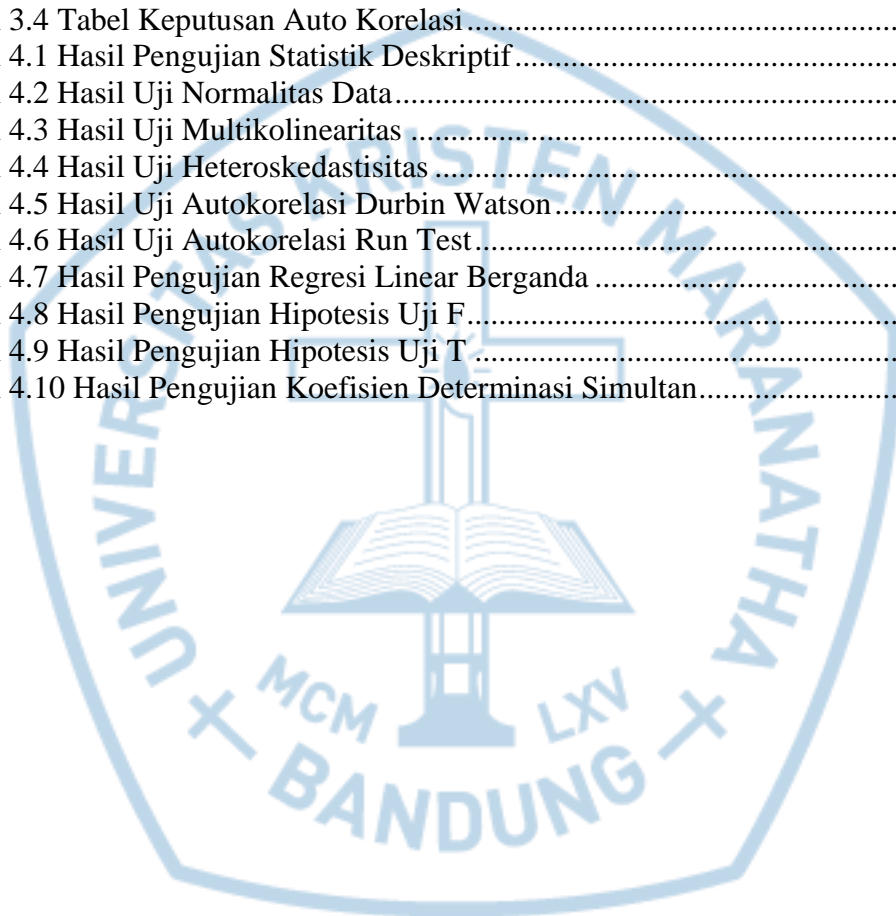 3.4 Tabel Keputusan Auto Korelasi........................................................
4.1 Hasil Pengujian Statistik Deskriptif..................................................
4.2 Hasil Uji Normalitas Data.................................................................
4.3 Hasil Uji Multikolinearitas ...............................................................
4.4 Hasil Uji Heteroskedastisitas............................................................
4.5 Hasil Uji Autokorelasi Durbin Watson.............................................
4.6 Hasil Uji Autokorelasi Run Test.......................................................
4.7 Hasil Pengujian Regresi Linear Berganda ........................................
4.8 Hasil Pengujian Hipotesis Uji F........................................................
4.9 Hasil Pengujian Hipotesis Uji T .......................................................
4.10 Hasil Pengujian Koefisien Determinasi Simultan...........................
UNIVERSITAS KRISTEN MARANATHA
MCM LXV
BANDUNG